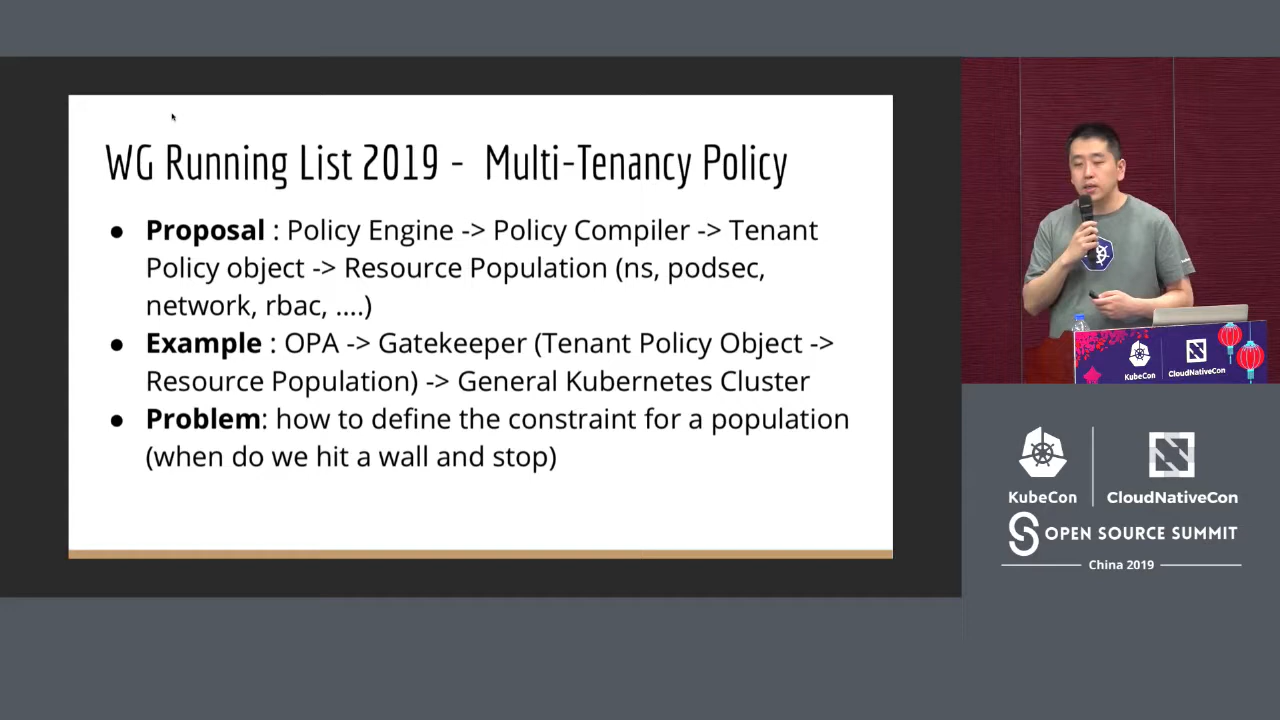 WG Running List 2019 - Multi-Tenancy Policy
● Proposal : Policy Engine -> Policy Compiler -> Tenant
Policy object -> Resource Population (ns, podsec,
network, rbac, ....)
● Example : OPA -> Gatekeeper (Tenant Policy Object ->
Resource Population) -> General Kubernetes Cluster
● Problem: how to define the constraint for a population
(when do we hit a wall and stop)
KubeCon
CloudNativeCon
KubeCon
CloudNativeCon
OPEN SOURCE SUMMIT
China 2019